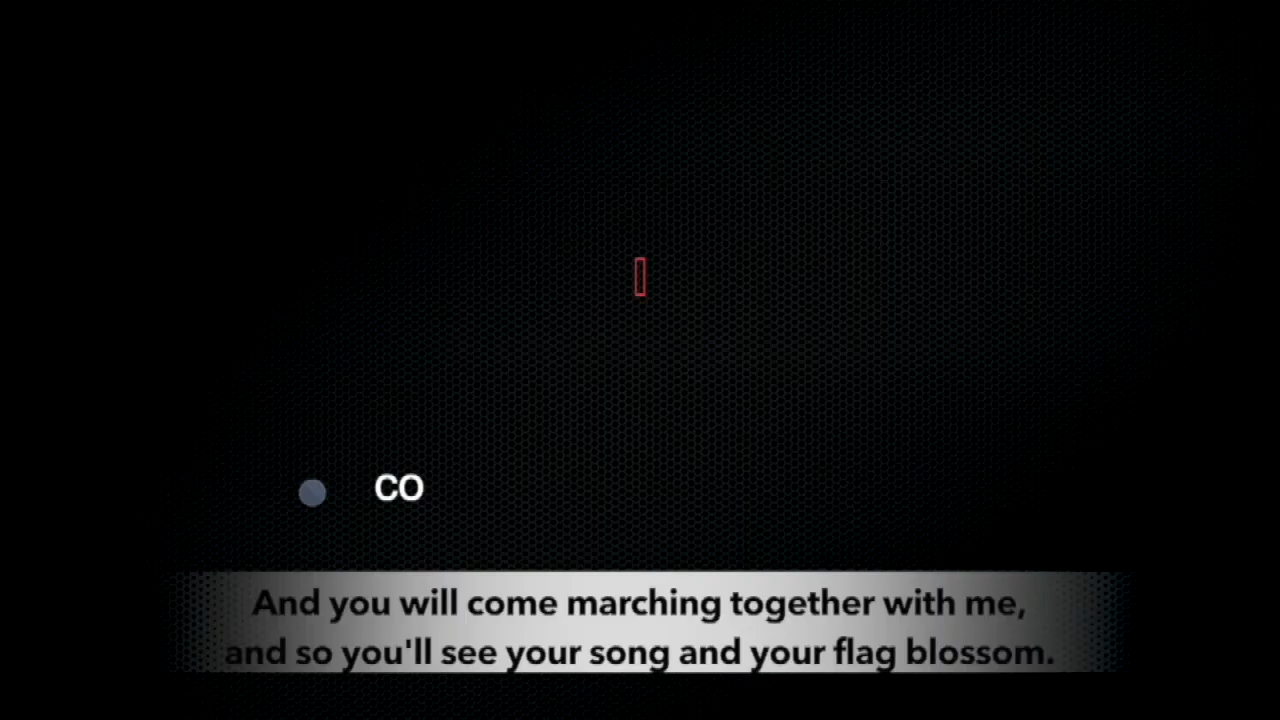 CO
And you will come marching together with me,
and so you'll see your song and your flag blossom.